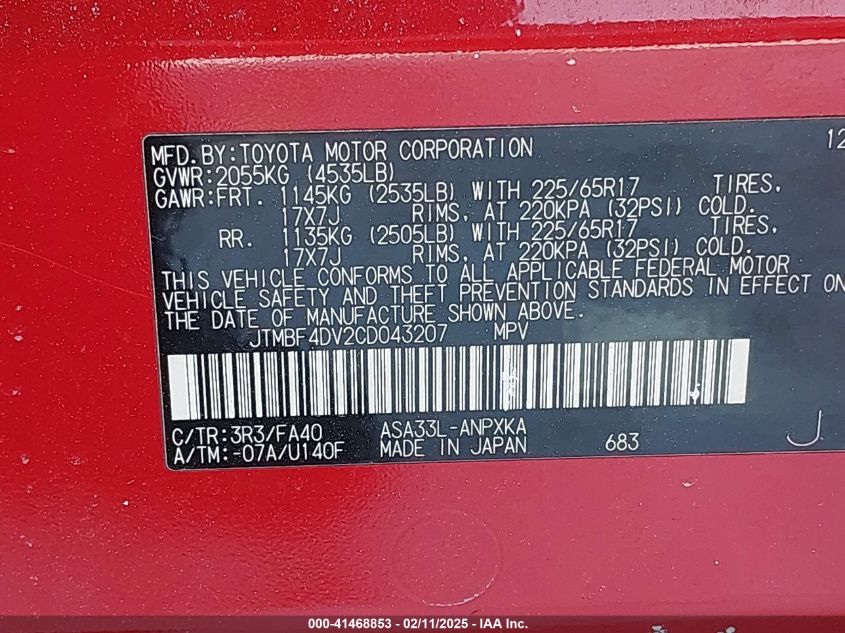 MFD. BY: TOYOTA MOTOR CORPORATION 12
GVWR: 2055KG (4535LB)
GAWR: FRT. 1145KG (2535LB) WITH 225/65R17 TIRES,
17X7J RIMS, AT 220KPA (32PSI) COLD.
RR. 1135KG (2505LB) WITH 225/65R17 TIRES,
17X7J RIMS, AT 220KPA (32PSI) COLD.
THIS VEHICLE CONFORMS TO ALL APPLICABLE FEDERAL MOTOR
VEHICLE SAFETY AND THEFT PREVENTION STANDARDS IN EFFECT ON
THE DATE OF MANUFACTURE SHOWN ABOVE.
JTMBF4DV2CD043207 MPV
C/TR: 3R3/FA40 ASA33L-ANPXKA
A/TM: -07A/U140F MADE IN JAPAN 683 J
000-41468853 - 02/11/2025 - IAA Inc.